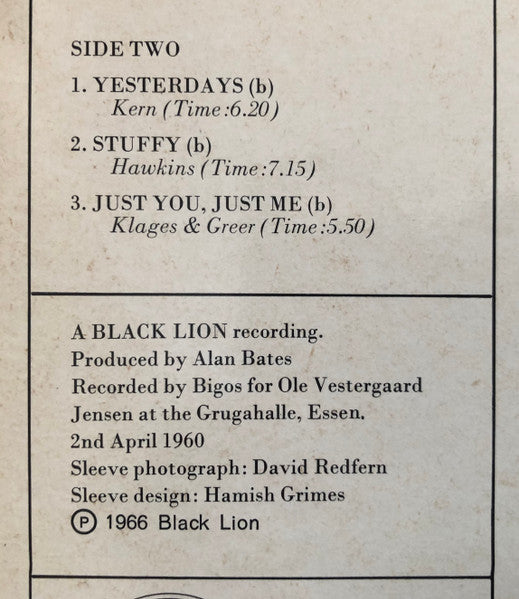 SIDE TWO
1. YESTERDAYS (b)
Kern (Time:6.20)
2. STUFFY (b)
Hawkins (Time:7.15)
3. JUST YOU, JUST ME (b)
Klages & Greer (Time:5.50)
A BLACK LION recording.
Produced by Alan Bates
Recorded by Bigos for Ole Vestergaard
Jensen at the Grugahalle, Essen.
2nd April 1960
Sleeve photograph: David Redfern
Sleeve design: Hamish Grimes
℗ 1966 Black Lion